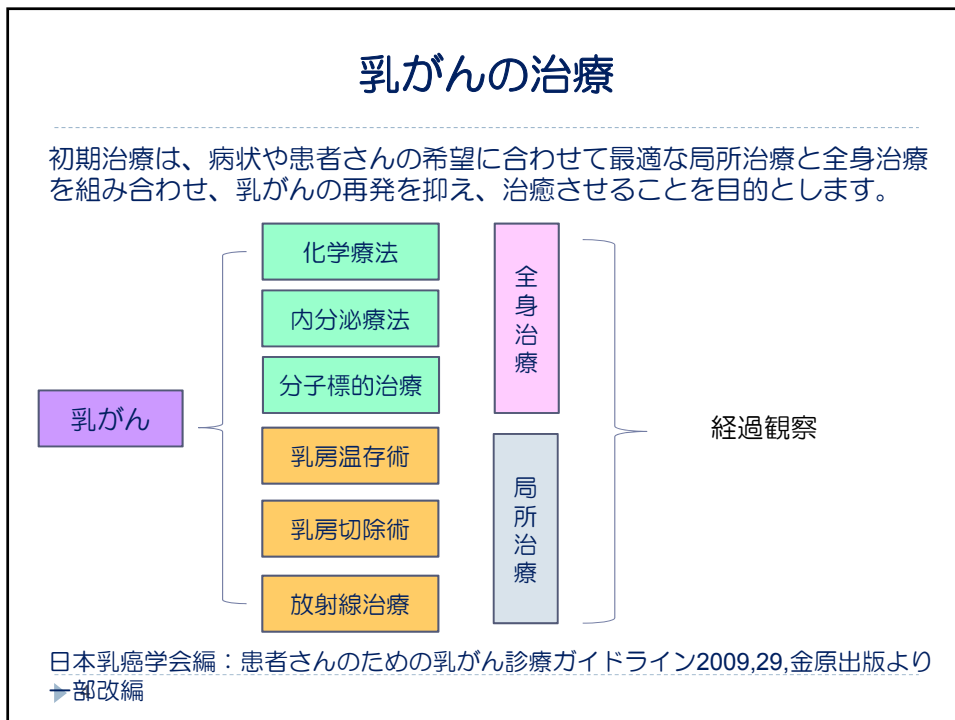 乳がんの治療
初期治療は、病状や患者さんの希望に合わせて最適な局所治療と全身治療
を組み合わせ、乳がんの再発を抑え、治癒させることを目的とします。
乳がん
化学療法
内分泌療法
分子標的治療
乳房温存術
乳房切除術
放射線治療
全身治療
局所治療
経過観察
日本乳癌学会編：患者さんのための乳がん診療ガイドライン2009,29,金原出版より
一部改編
4